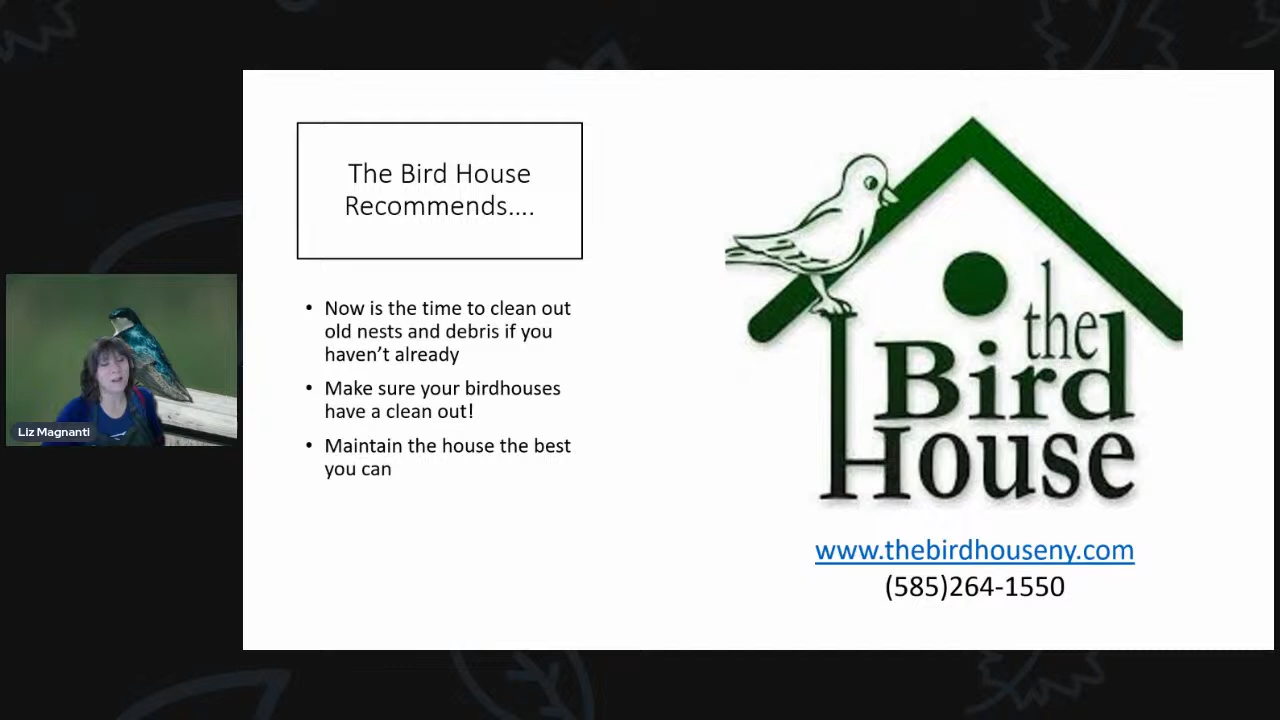 The Bird House
Recommends....
• Now is the time to clean out
old nests and debris if you
haven’t already
• Make sure your birdhouses
have a clean out!
• Maintain the house the best
you can
the
Bird
House
www.thebirdhouseny.com
(585)264-1550
Liz Magnanti